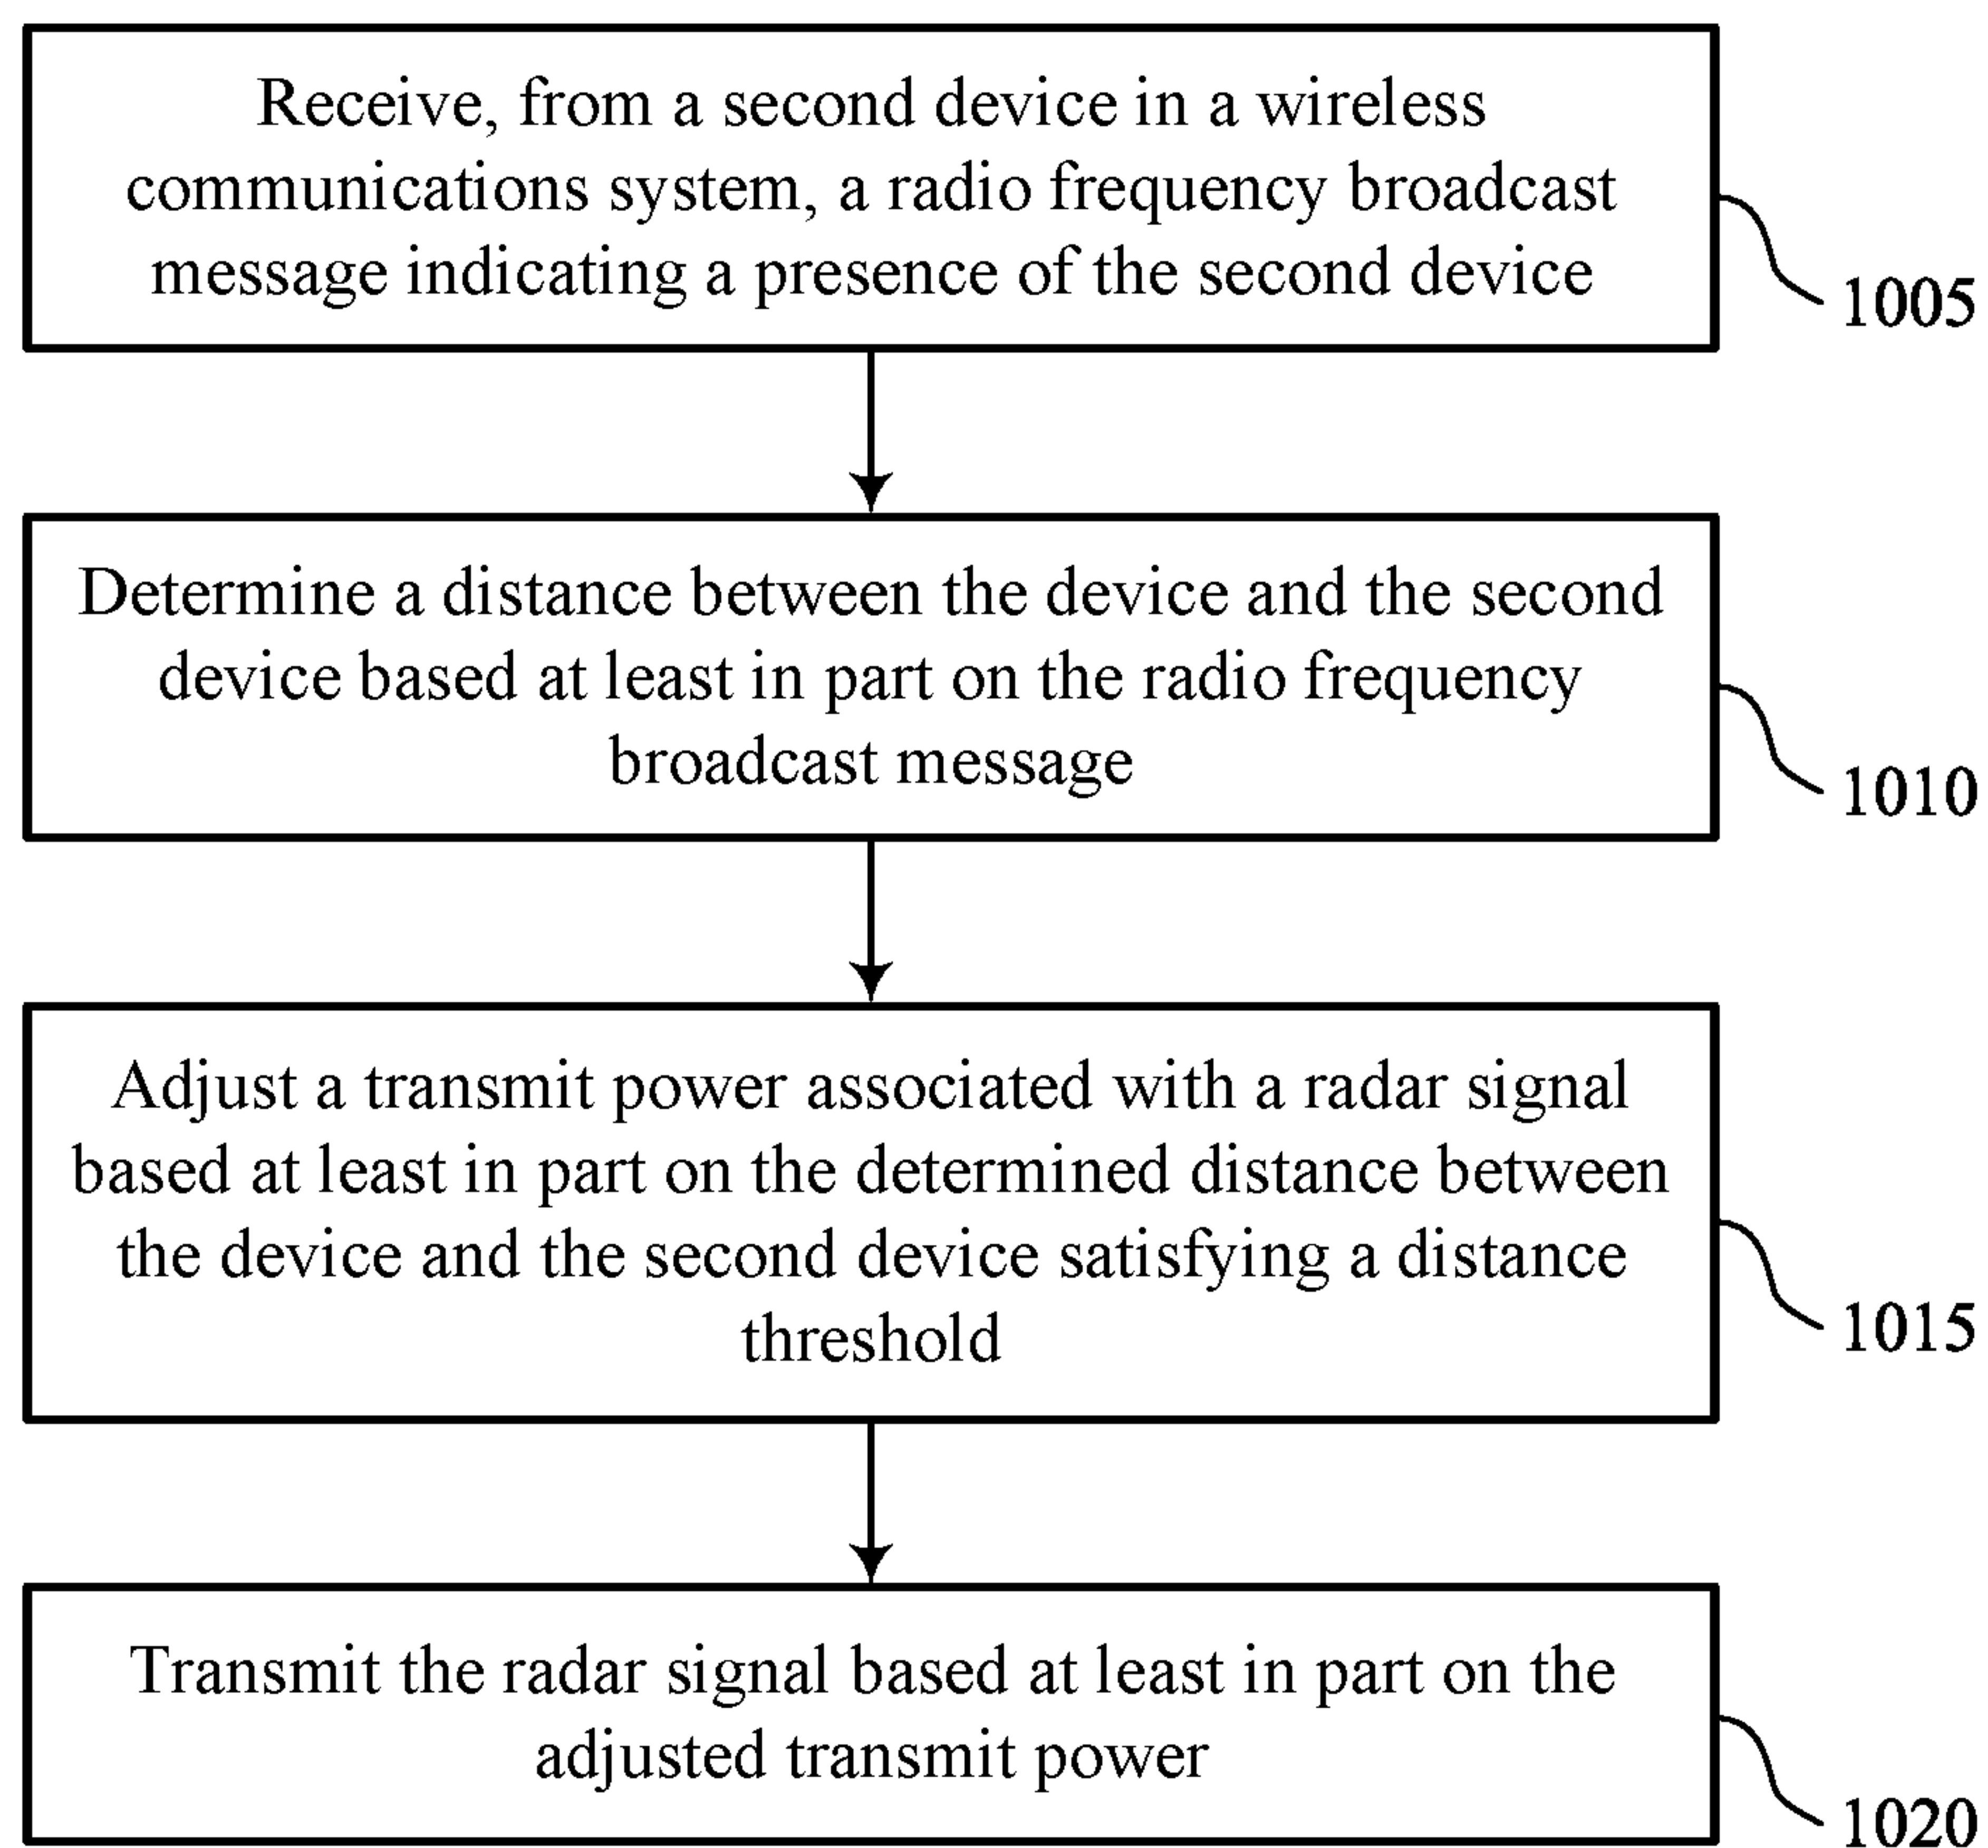 Receive, from a second device in a wireless
communications system, a radio frequency broadcast
message indicating a presence of the second device
1005
Determine a distance between the device and the second
device based at least in part on the radio frequency
broadcast message
1010
Adjust a transmit power associated with a radar signal
based at least in part on the determined distance between
the device and the second device satisfying a distance
threshold
1015
Transmit the radar signal based at least in part on the
adjusted transmit power
1020